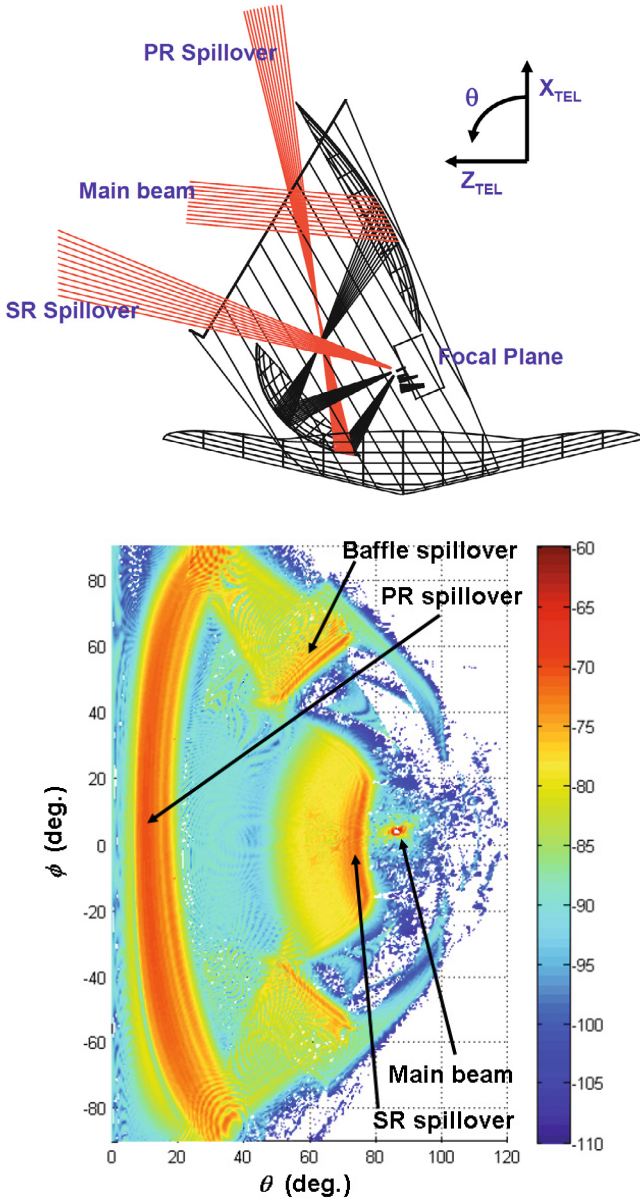 PR Spillover
X_TEL
θ
Main beam
Z_TEL
SR Spillover
Focal Plane
Baffle spillover
PR spillover
80
60
40
20
0
-20
-40
-60
-80
ϕ (deg.)
-60
-65
-70
-75
-80
-85
-90
-95
-100
-105
-110
Main beam
SR spillover
0 20 40 60 80 100 120
θ (deg.)